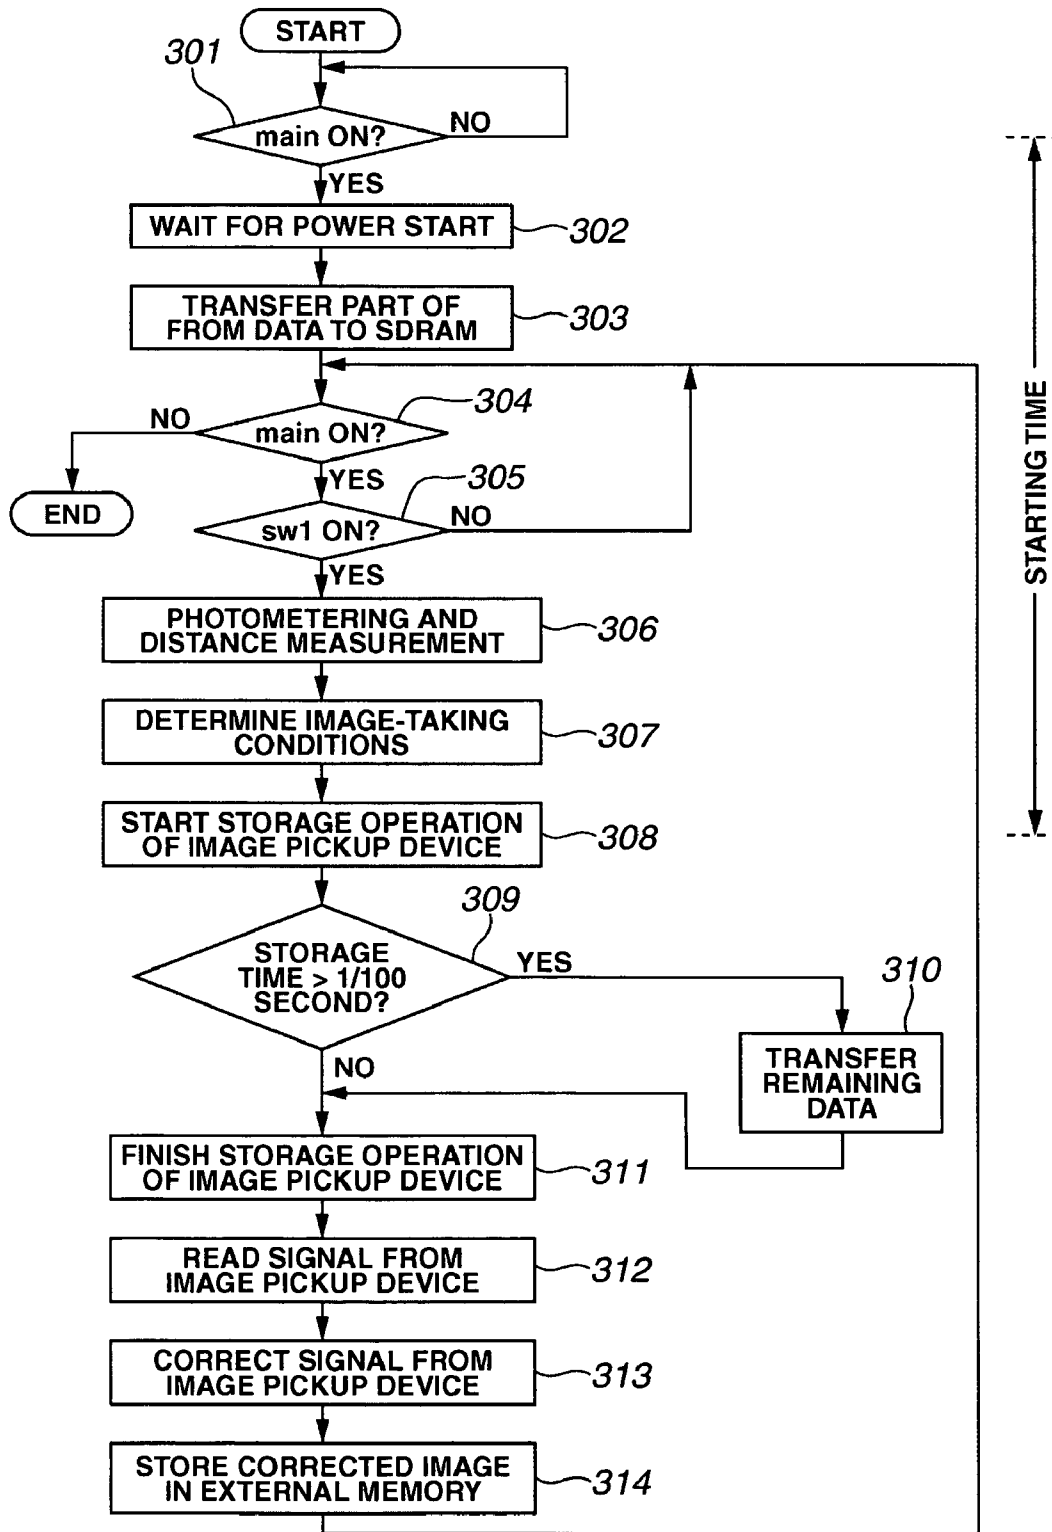 START
301
main ON?
NO
YES
WAIT FOR POWER START
302
TRANSFER PART OF
FROM DATA TO SDRAM
303
304
NO
main ON?
YES
END
305
sw1 ON?
NO
YES
PHOTOMETERING AND
DISTANCE MEASUREMENT
306
DETERMINE IMAGE-TAKING
CONDITIONS
307
START STORAGE OPERATION
OF IMAGE PICKUP DEVICE
308
STARTING TIME
309
STORAGE
TIME > 1/100
SECOND?
YES
NO
310
TRANSFER
REMAINING
DATA
FINISH STORAGE OPERATION
OF IMAGE PICKUP DEVICE
311
READ SIGNAL FROM
IMAGE PICKUP DEVICE
312
CORRECT SIGNAL FROM
IMAGE PICKUP DEVICE
313
STORE CORRECTED IMAGE
IN EXTERNAL MEMORY
314